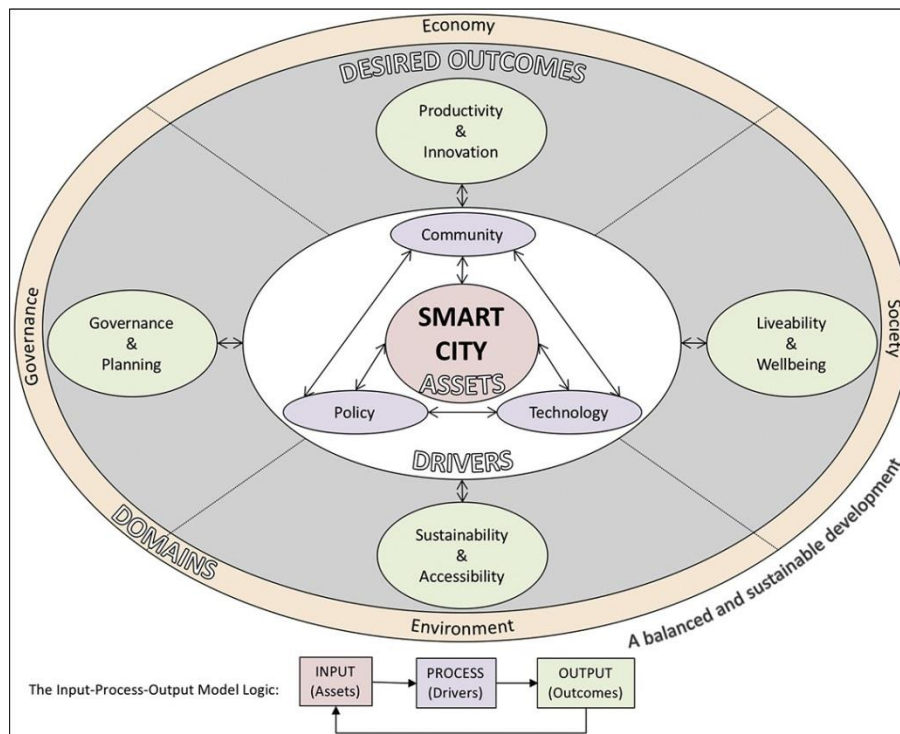 Economy
DESIRED OUTCOMES
Productivity
&
Innovation
Community
Governance
Governance
&
Planning
SMART
CITY
ASSETS
Liveability
&
Wellbeing
Society
Policy
Technology
DRIVERS
DOMAINS
Sustainability
&
Accessibility
Environment
A balanced and sustainable development
The Input-Process-Output Model Logic:
INPUT
(Assets)
PROCESS
(Drivers)
OUTPUT
(Outcomes)